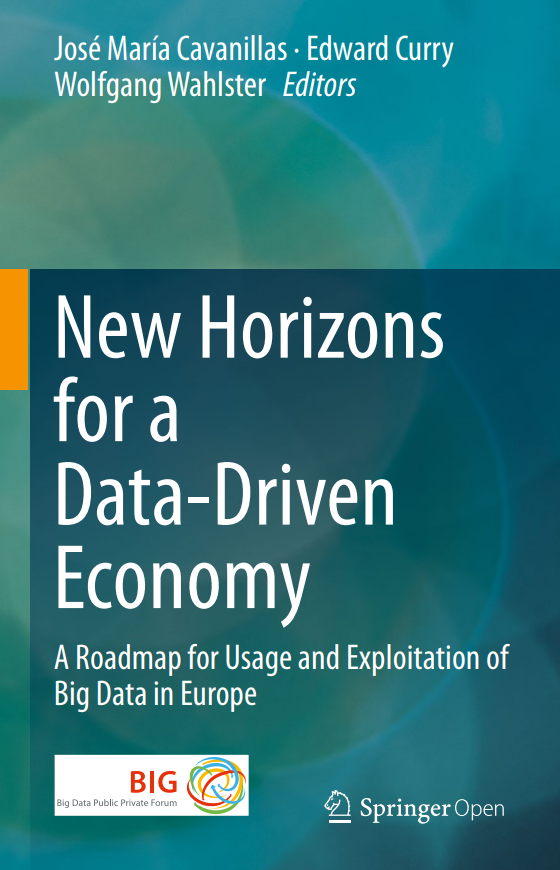 José María Cavanillas · Edward Curry
Wolfgang Wahlster Editors
New Horizons
for a
Data-Driven
Economy
A Roadmap for Usage and Exploitation of
Big Data in Europe
BIG
Big Data Public Private Forum
Springer Open